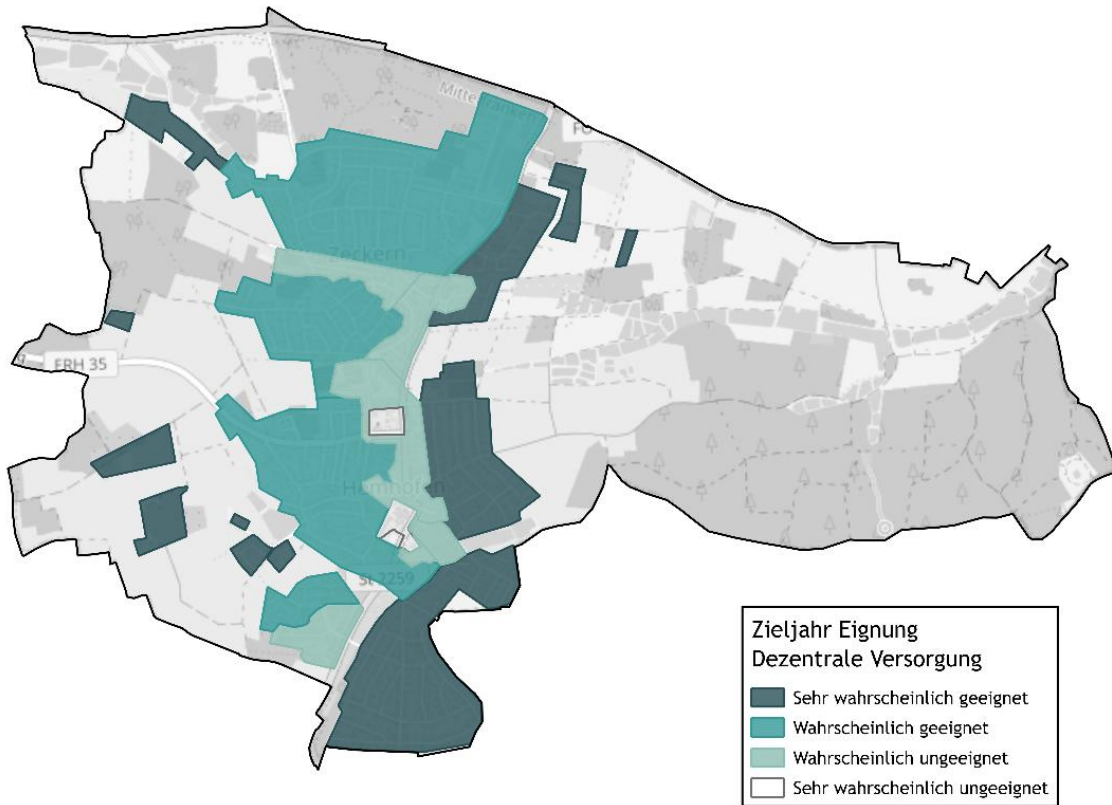 Mittelfranken
FO
Zeckern
ERH 35
Hemhofen
St 2259
Zieljahr Eignung
Dezentrale Versorgung
Sehr wahrscheinlich geeignet
Wahrscheinlich geeignet
Wahrscheinlich ungeeignet
Sehr wahrscheinlich ungeeignet